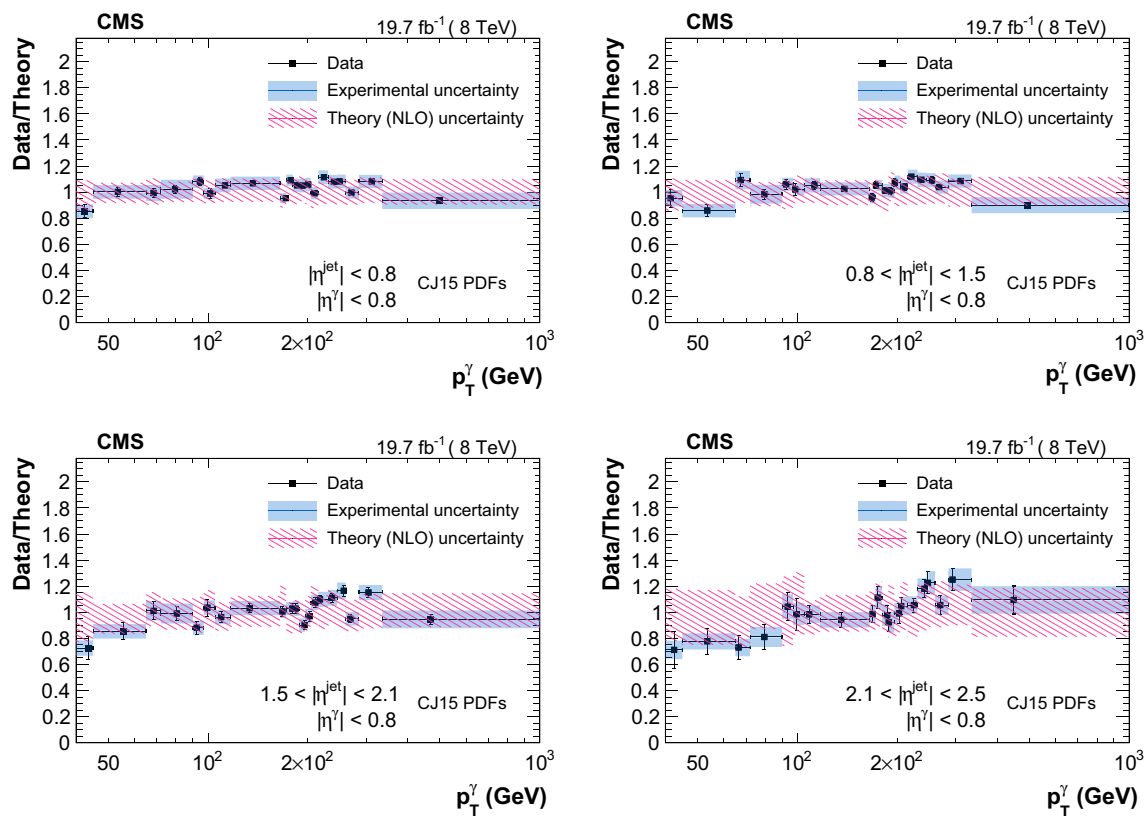 CMS
19.7 fb⁻¹ ( 8 TeV)
Data/Theory
2
1.8
1.6
1.4
1.2
1
0.8
0.6
0.4
0.2
0
Data
Experimental uncertainty
Theory (NLO) uncertainty
|η^jet| < 0.8
|η^γ| < 0.8
CJ15 PDFs
50
10²
2×10²
10³
p_T^γ (GeV)
CMS
19.7 fb⁻¹ ( 8 TeV)
Data/Theory
2
1.8
1.6
1.4
1.2
1
0.8
0.6
0.4
0.2
0
Data
Experimental uncertainty
Theory (NLO) uncertainty
0.8 < |η^jet| < 1.5
|η^γ| < 0.8
CJ15 PDFs
50
10²
2×10²
10³
p_T^γ (GeV)
CMS
19.7 fb⁻¹ ( 8 TeV)
Data/Theory
2
1.8
1.6
1.4
1.2
1
0.8
0.6
0.4
0.2
0
Data
Experimental uncertainty
Theory (NLO) uncertainty
1.5 < |η^jet| < 2.1
|η^γ| < 0.8
CJ15 PDFs
50
10²
2×10²
10³
p_T^γ (GeV)
CMS
19.7 fb⁻¹ ( 8 TeV)
Data/Theory
2
1.8
1.6
1.4
1.2
1
0.8
0.6
0.4
0.2
0
Data
Experimental uncertainty
Theory (NLO) uncertainty
2.1 < |η^jet| < 2.5
|η^γ| < 0.8
CJ15 PDFs
50
10²
2×10²
10³
p_T^γ (GeV)